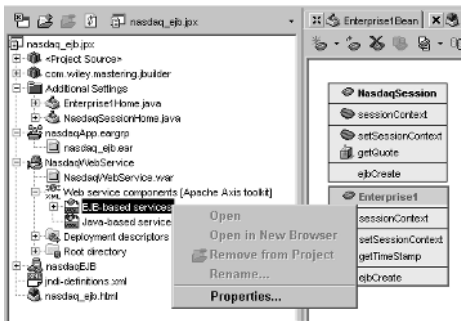 nasdaq_ejb.jpx
Enterprise1Bean
nasdaq_ejb.jpx
<Project Source>
com.wiley.mastering.jbuilder
Additional Settings
Enterprise1Home.java
NasdaqSessionHome.java
nasdaqApp.eargrp
nasdaq_ejb.ear
NasdaqWebService
NasdaqWebService.war
Web service components [Apache Axis toolkit]
EJB-based services
Java-based service
Deployment descriptors
Root directory
nasdaqEJB
jndi-definitions.xml
nasdaq_ejb.html
Open
Open in New Browser
Remove from Project
Rename...
Properties...
NasdaqSession
sessionContext
setSessionContext
getQuote
ejbCreate
Enterprise1
sessionContext
setSessionContext
getTimeStamp
ejbCreate